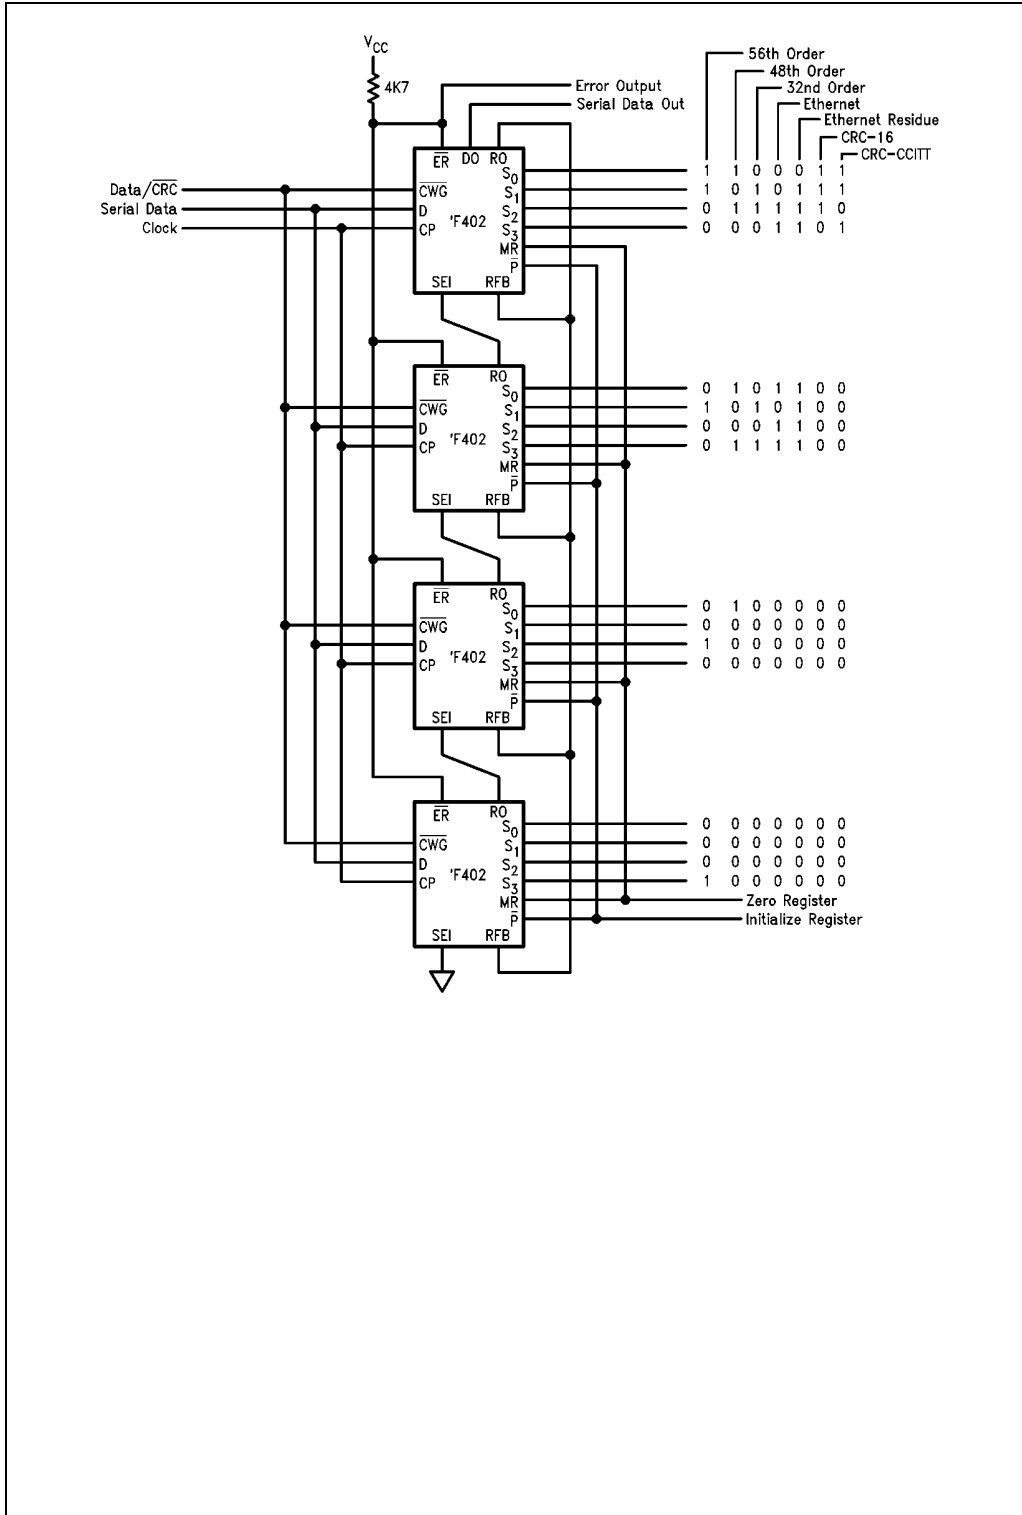 VCC
4K7
56th Order
48th Order
32nd Order
Ethernet
Ethernet Residue
CRC-16
CRC-CCITT
Error Output
Serial Data Out
ER DO RO
Data/CRC
Serial Data
Clock
CWG
D
CP
'F402
S0 1 1 0 0 0 1 1
S1 1 0 1 0 1 1 1
S2 0 1 1 1 1 1 0
S3 0 0 0 1 1 0 1
MR
P
SEI RFB
ER RO
CWG
D
CP
'F402
S0 0 1 0 1 1 0 0
S1 1 0 1 0 1 0 0
S2 0 0 0 1 1 0 0
S3 0 1 1 1 1 0 0
MR
P
SEI RFB
ER RO
CWG
D
CP
'F402
S0 0 1 0 0 0 0 0
S1 0 0 0 0 0 0 0
S2 1 0 0 0 0 0 0
S3 0 0 0 0 0 0 0
MR
P
SEI RFB
ER RO
CWG
D
CP
'F402
S0 0 0 0 0 0 0 0
S1 0 0 0 0 0 0 0
S2 0 0 0 0 0 0 0
S3 1 0 0 0 0 0 0
MR Zero Register
P Initialize Register
SEI RFB